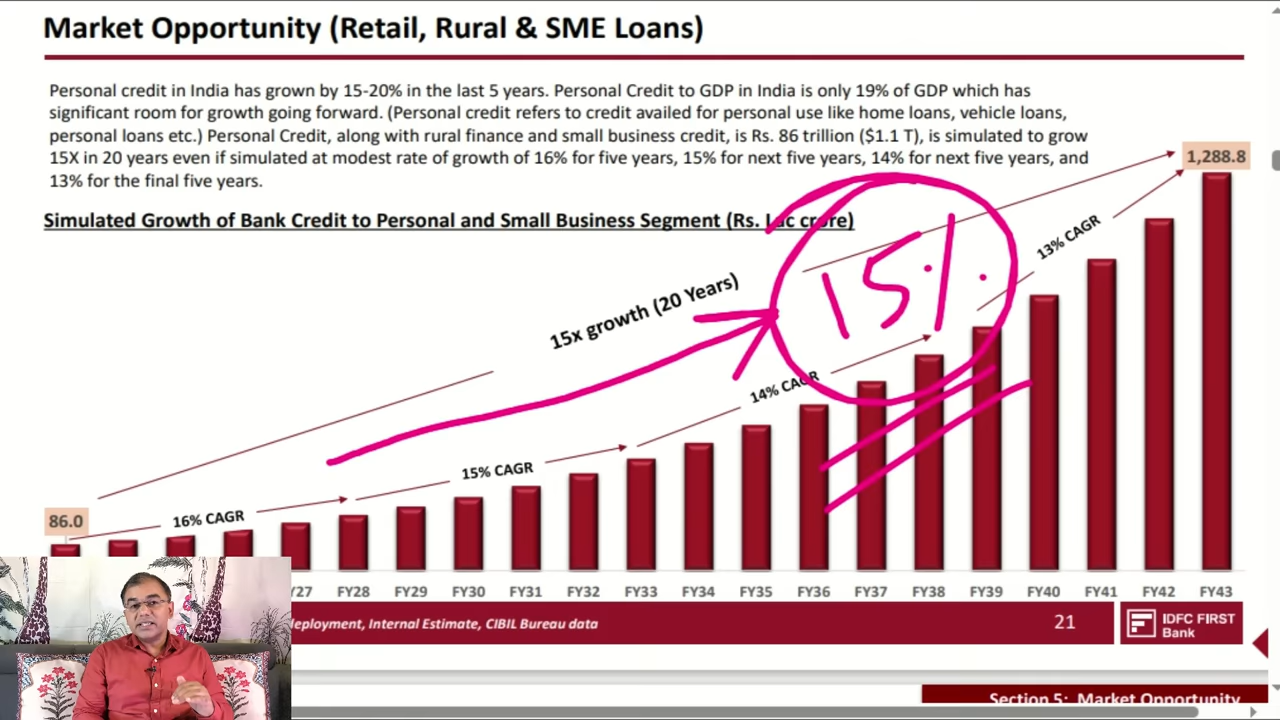 Market Opportunity (Retail, Rural & SME Loans)
Personal credit in India has grown by 15-20% in the last 5 years. Personal Credit to GDP in India is only 19% of GDP which has
significant room for growth going forward. (Personal credit refers to credit availed for personal use like home loans, vehicle loans,
personal loans etc.) Personal Credit, along with rural finance and small business credit, is Rs. 86 trillion ($1.1 T), is simulated to grow
15X in 20 years even if simulated at modest rate of growth of 16% for five years, 15% for next five years, 14% for next five years, and
13% for the final five years.
1,288.8
Simulated Growth of Bank Credit to Personal and Small Business Segment (Rs. Lac crore)
13% CAGR
15%.
15x growth (20 Years)
14% CAGR
15% CAGR
16% CAGR
86.0
/27 FY28 FY29 FY30 FY31 FY32 FY33 FY34 FY35 FY36 FY37 FY38 FY39 FY40 FY41 FY42 FY43
deployment, Internal Estimate, CIBIL Bureau data
21
IDFC FIRST
Bank
Section 5: Market Opportunity